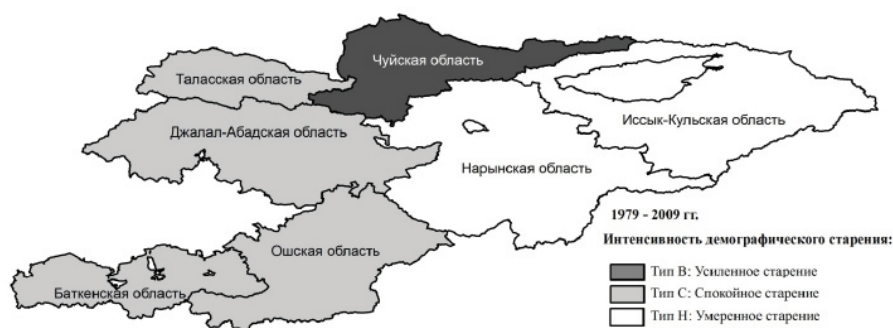 Чуйская область
Таласская область
Иссык-Кульская область
Джалал-Абадская область
Нарынская область
Ошская область
Баткенская область
1979 - 2009 гг.
Интенсивность демографического старения:
Тип В: Усиленное старение
Тип С: Спокойное старение
Тип Н: Умеренное старение